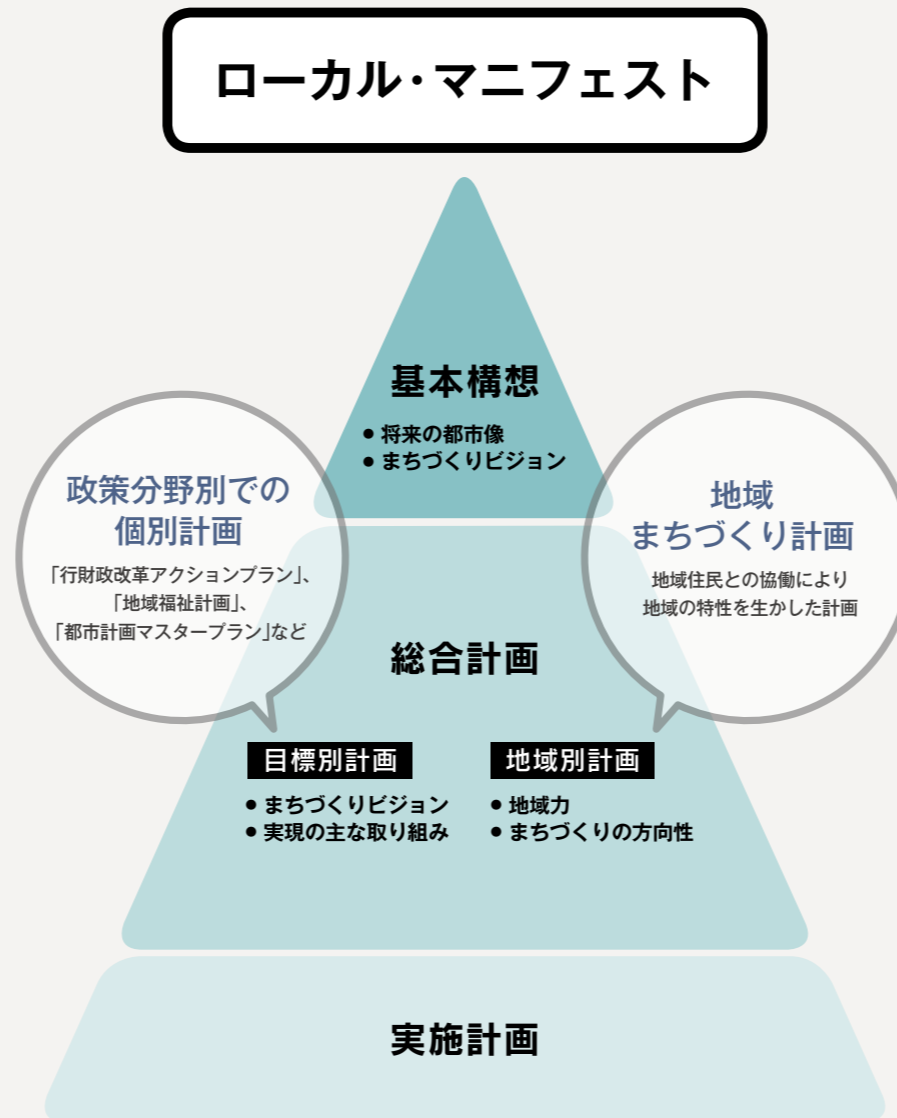 ローカル・マニフェスト
基本構想
● 将来の都市像
● まちづくりビジョン
政策分野別での
個別計画
「行財政改革アクションプラン」、
「地域福祉計画」、
「都市計画マスタープラン」など
地域
まちづくり計画
地域住民との協働により
地域の特性を生かした計画
総合計画
目標別計画
● まちづくりビジョン
● 実現の主な取り組み
地域別計画
● 地域力
● まちづくりの方向性
実施計画